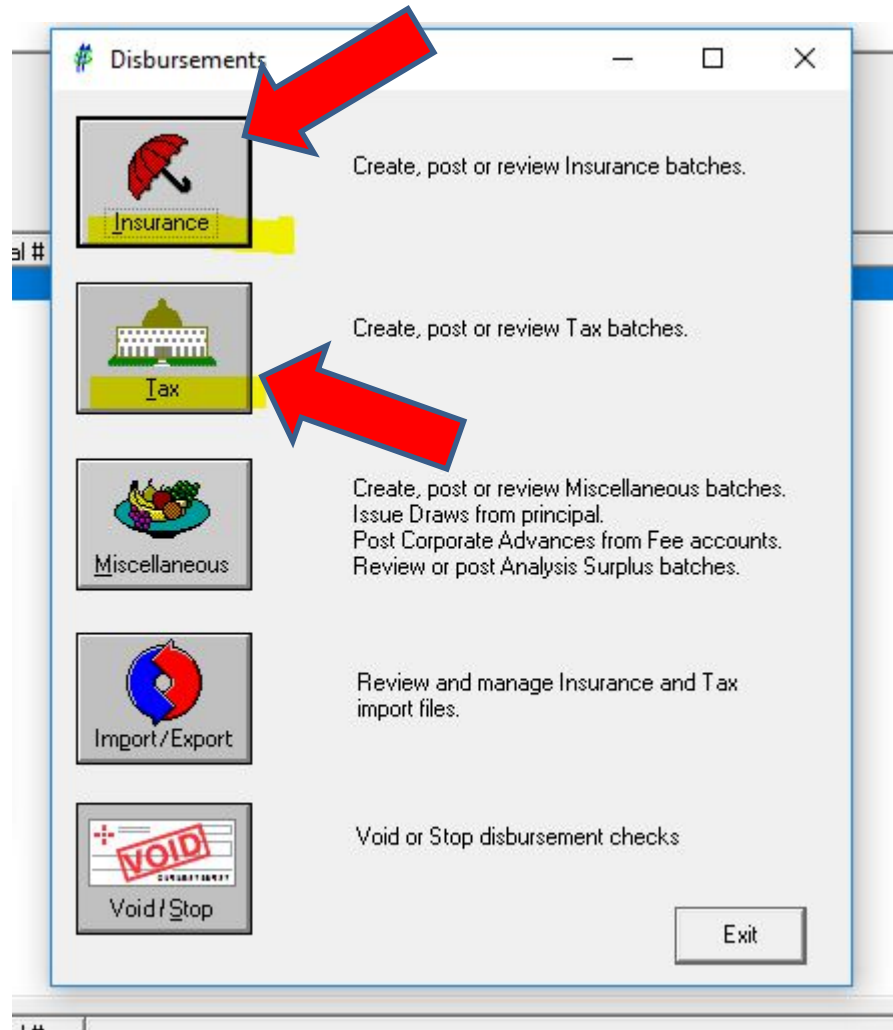 Disbursements
Create, post or review Insurance batches.
Insurance
al #
Create, post or review Tax batches.
Tax
Create, post or review Miscellaneous batches.
Issue Draws from principal.
Post Corporate Advances from Fee accounts.
Review or post Analysis Surplus batches.
Miscellaneous
Review and manage Insurance and Tax
import files.
Import/Export
Void or Stop disbursement checks
VOID
Void/Stop
Exit